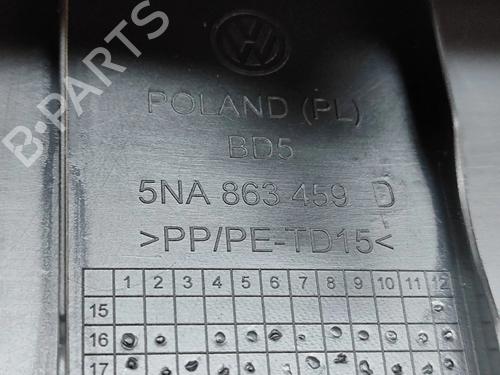 B·PARTS
VW
POLAND (PL)
BD5
5NA 863 459 D
>PP/PE-TD15<
1 2 3 4 5 6 7 8 9 10 11 12
15
16
17